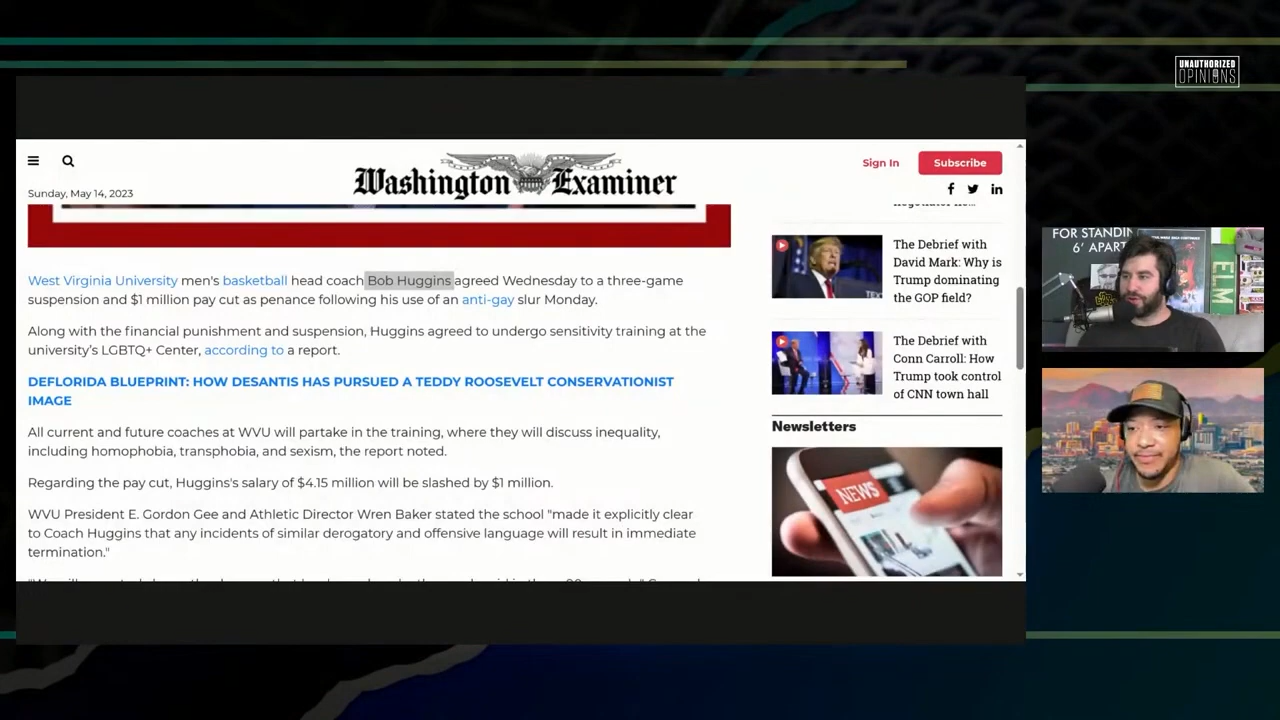 UNAUTHORIZED
OPINIONS
Washington Examiner
Sign In
Subscribe
Sunday, May 14, 2023
West Virginia University men's basketball head coach Bob Huggins agreed Wednesday to a three-game
suspension and $1 million pay cut as penance following his use of an anti-gay slur Monday.
Along with the financial punishment and suspension, Huggins agreed to undergo sensitivity training at the
university's LGBTQ+ Center, according to a report.
DEFLORIDA BLUEPRINT: HOW DESANTIS HAS PURSUED A TEDDY ROOSEVELT CONSERVATIONIST
IMAGE
All current and future coaches at WVU will partake in the training, where they will discuss inequality,
including homophobia, transphobia, and sexism, the report noted.
Regarding the pay cut, Huggins's salary of $4.15 million will be slashed by $1 million.
WVU President E. Gordon Gee and Athletic Director Wren Baker stated the school "made it explicitly clear
to Coach Huggins that any incidents of similar derogatory and offensive language will result in immediate
termination."
The Debrief with
David Mark: Why is
Trump dominating
the GOP field?
The Debrief with
Conn Carroll: How
Trump took control
of CNN town hall
Newsletters
NEWS
FOR STANDING
6' APART
ELM